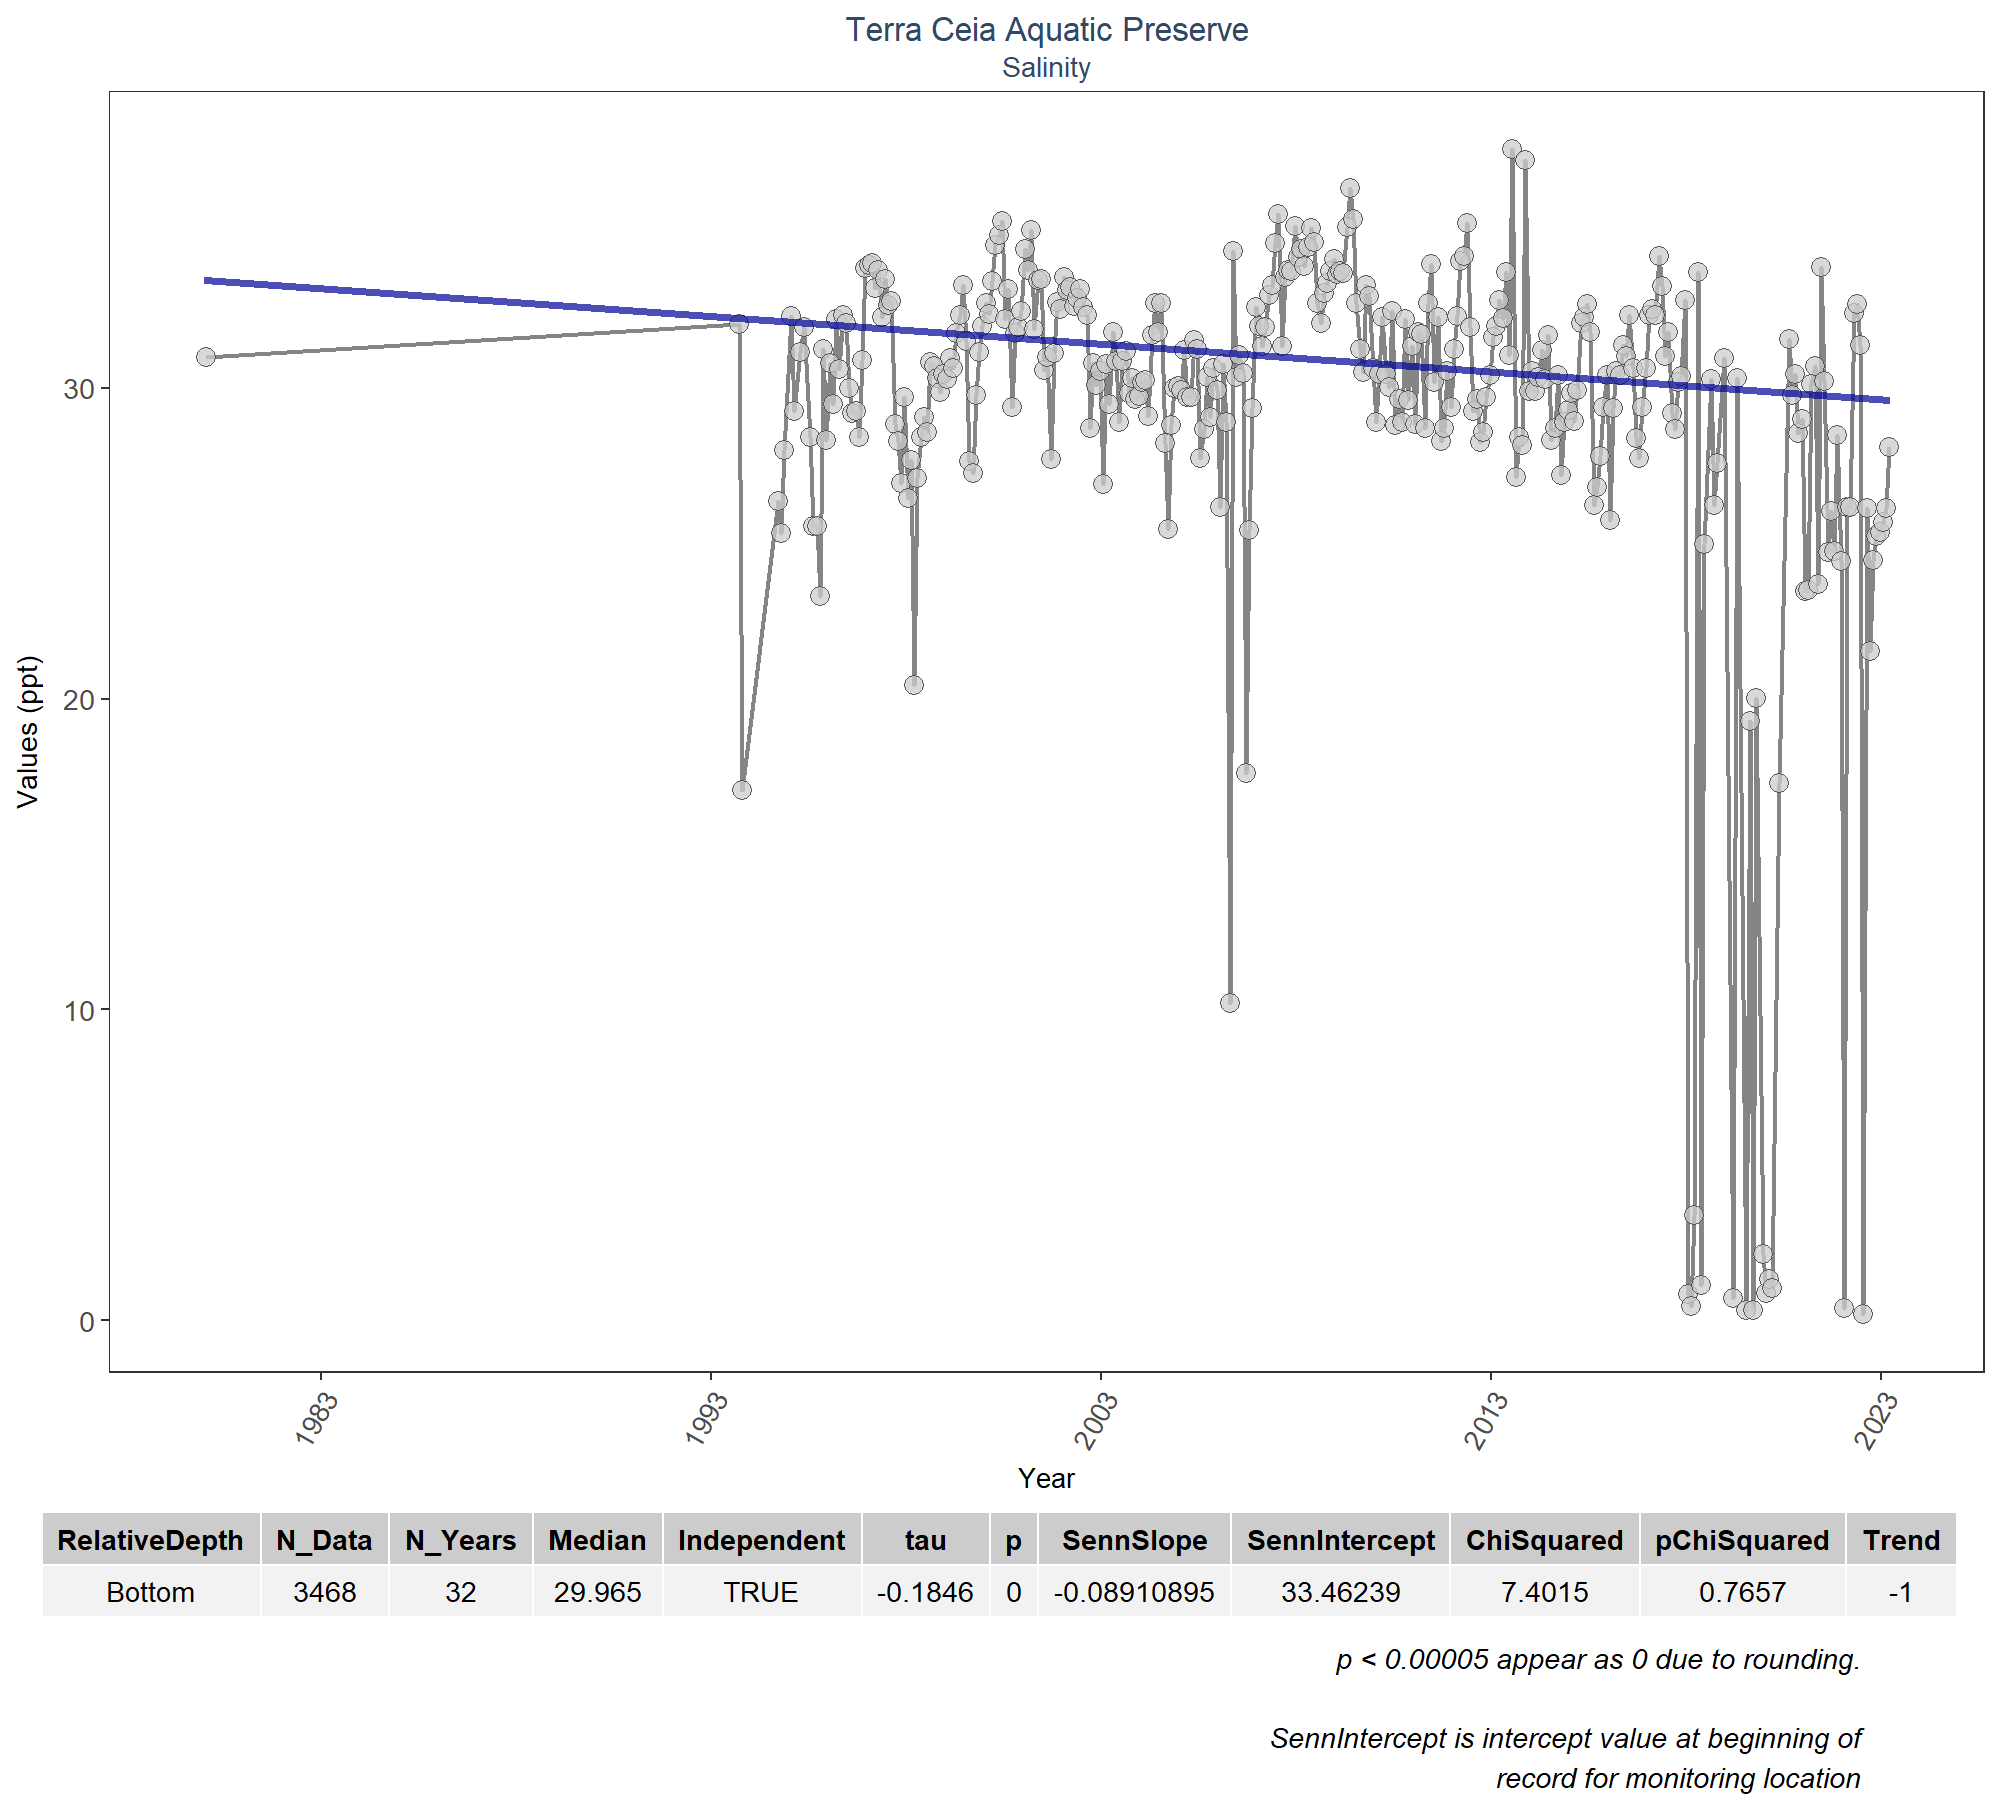 Terra Ceia Aquatic Preserve
Salinity
Values (ppt)
30
20
10
0
1983 1993 2003 2013 2023
Year
RelativeDepth N_Data N_Years Median Independent tau p SennSlope SennIntercept ChiSquared pChiSquared Trend
Bottom 3468 32 29.965 TRUE -0.1846 0 -0.08910895 33.46239 7.4015 0.7657 -1
p < 0.00005 appear as 0 due to rounding.
SennIntercept is intercept value at beginning of
record for monitoring location